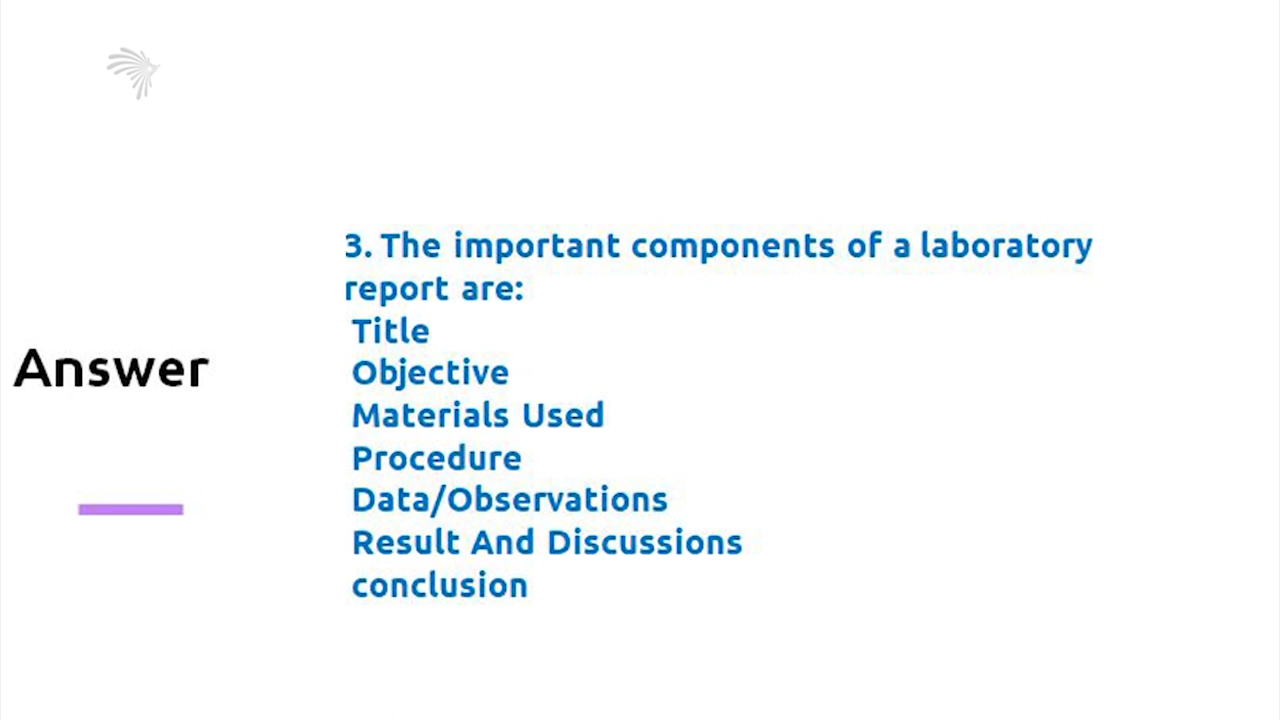 Answer
3. The important components of a laboratory
report are:
Title
Objective
Materials Used
Procedure
Data/Observations
Result And Discussions
conclusion